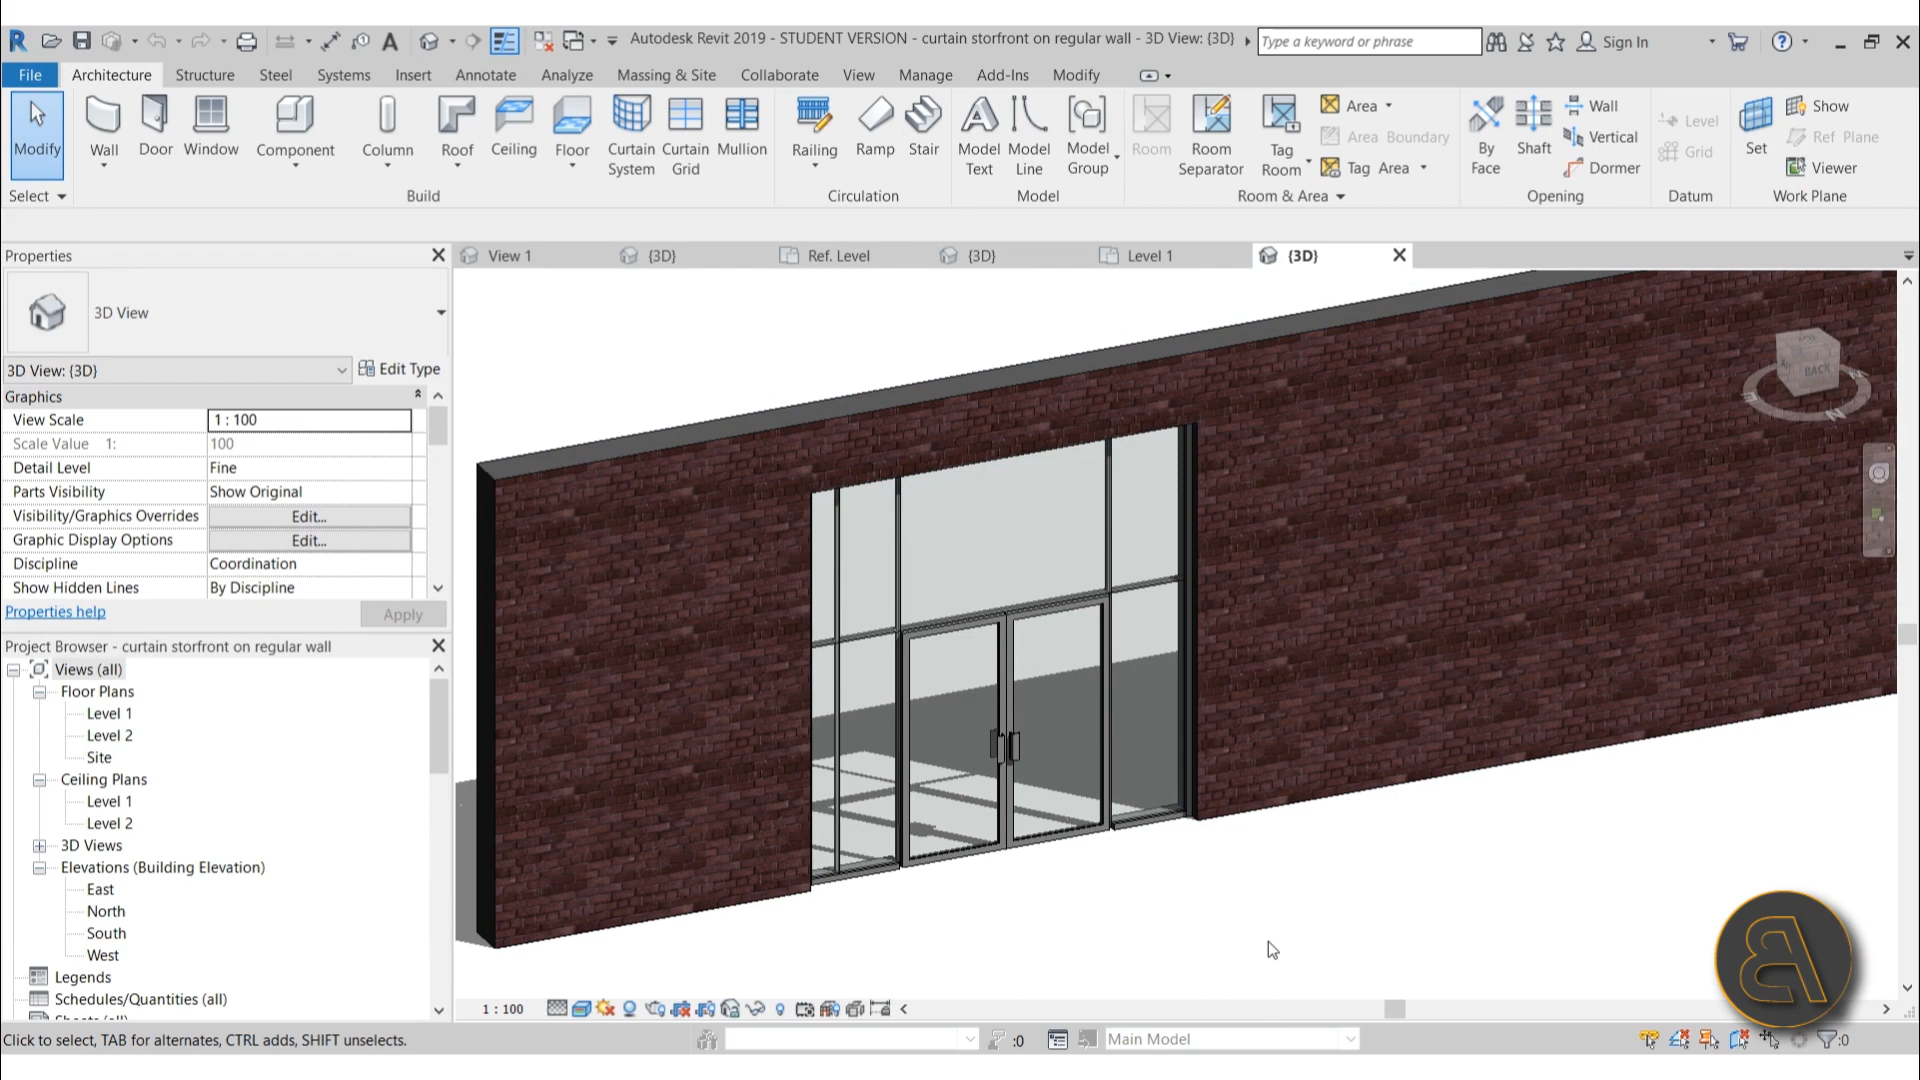 Autodesk Revit 2019 - STUDENT VERSION - curtain storfront on regular wall - 3D View: {3D}
Type a keyword or phrase
Sign In
File Architecture Structure Steel Systems Insert Annotate Analyze Massing & Site Collaborate View Manage Add-Ins Modify
Modify
Wall
Door
Window
Component
Column
Roof
Ceiling
Floor
Curtain System
Curtain Grid
Mullion
Railing
Ramp
Stair
Model Text
Model Line
Model Group
Room
Room Separator
Tag Room
Area
Area Boundary
Tag Area
By Face
Shaft
Wall
Vertical
Dormer
Level
Grid
Set
Show
Ref Plane
Viewer
Select Build Circulation Model Room & Area Opening Datum Work Plane
Properties
View 1 {3D} Ref. Level {3D} Level 1 {3D}
3D View
3D View: {3D} Edit Type
Graphics
View Scale 1 : 100
Scale Value 1: 100
Detail Level Fine
Parts Visibility Show Original
Visibility/Graphics Overrides Edit...
Graphic Display Options Edit...
Discipline Coordination
Show Hidden Lines By Discipline
Properties help Apply
Project Browser - curtain storfront on regular wall
Views (all)
Floor Plans
Level 1
Level 2
Site
Ceiling Plans
Level 1
Level 2
3D Views
Elevations (Building Elevation)
East
North
South
West
Legends
Schedules/Quantities (all)
BACK
1 : 100
Click to select, TAB for alternates, CTRL adds, SHIFT unselects.
:0
Main Model
:0